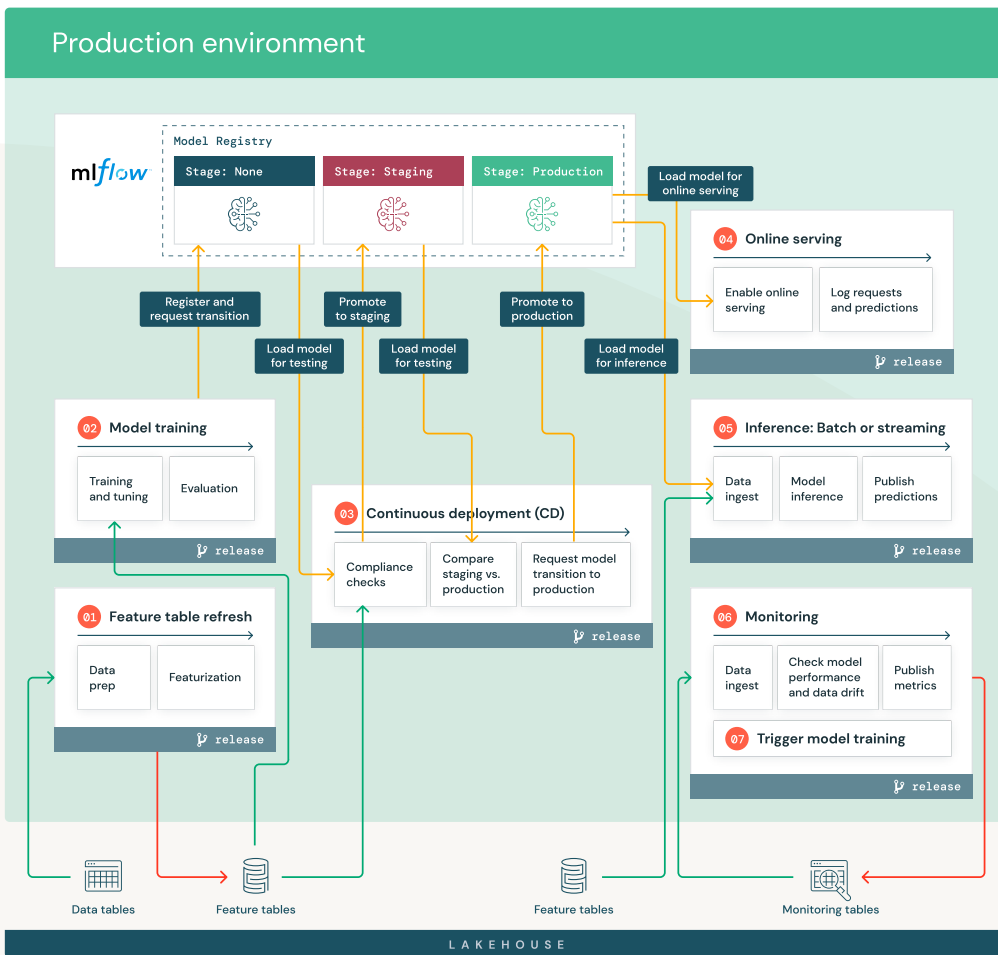 Production environment
mlflow
Model Registry
Stage: None
Stage: Staging
Stage: Production
Load model for
online serving
04 Online serving
Enable online
serving
Log requests
and predictions
release
Register and
request transition
Promote
to staging
Promote to
production
Load model
for testing
Load model
for testing
Load model
for inference
02 Model training
Training
and tuning
Evaluation
release
03 Continuous deployment (CD)
Compliance
checks
Compare
staging vs.
production
Request model
transition to
production
release
05 Inference: Batch or streaming
Data
ingest
Model
inference
Publish
predictions
release
01 Feature table refresh
Data
prep
Featurization
release
06 Monitoring
Data
ingest
Check model
performance
and data drift
Publish
metrics
07 Trigger model training
release
Data tables
Feature tables
Feature tables
Monitoring tables
LAKEHOUSE